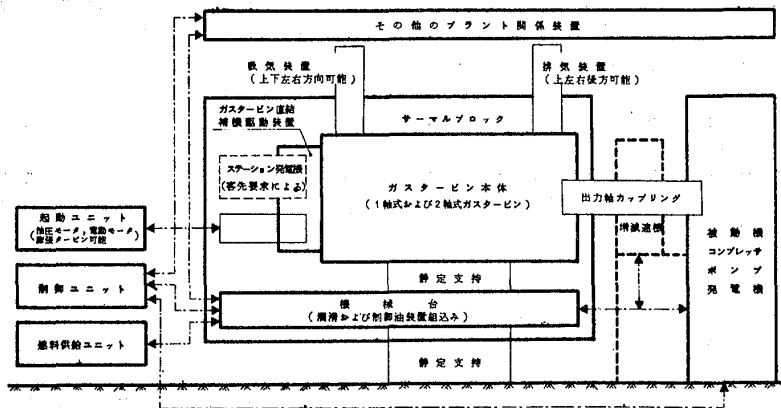 その他のプラント関係装置
吸気装置
(上下左右方向可能)
排気装置
(上左右後方可能)
ガスタービン直結
補機駆動装置
サーマルブロック
ステーション発電機
(客先要求による)
ガスタービン本体
(1軸式および2軸式ガスタービン)
出力軸カップリング
増減速機
被動機
コンプレッサ
ポンプ
発電機
起動ユニット
(油圧モータ,電動モータ
膨張タービン可能)
制御ユニット
燃料供給ユニット
静定支持
機械台
(潤滑および制御油装置組込み)
静定支持